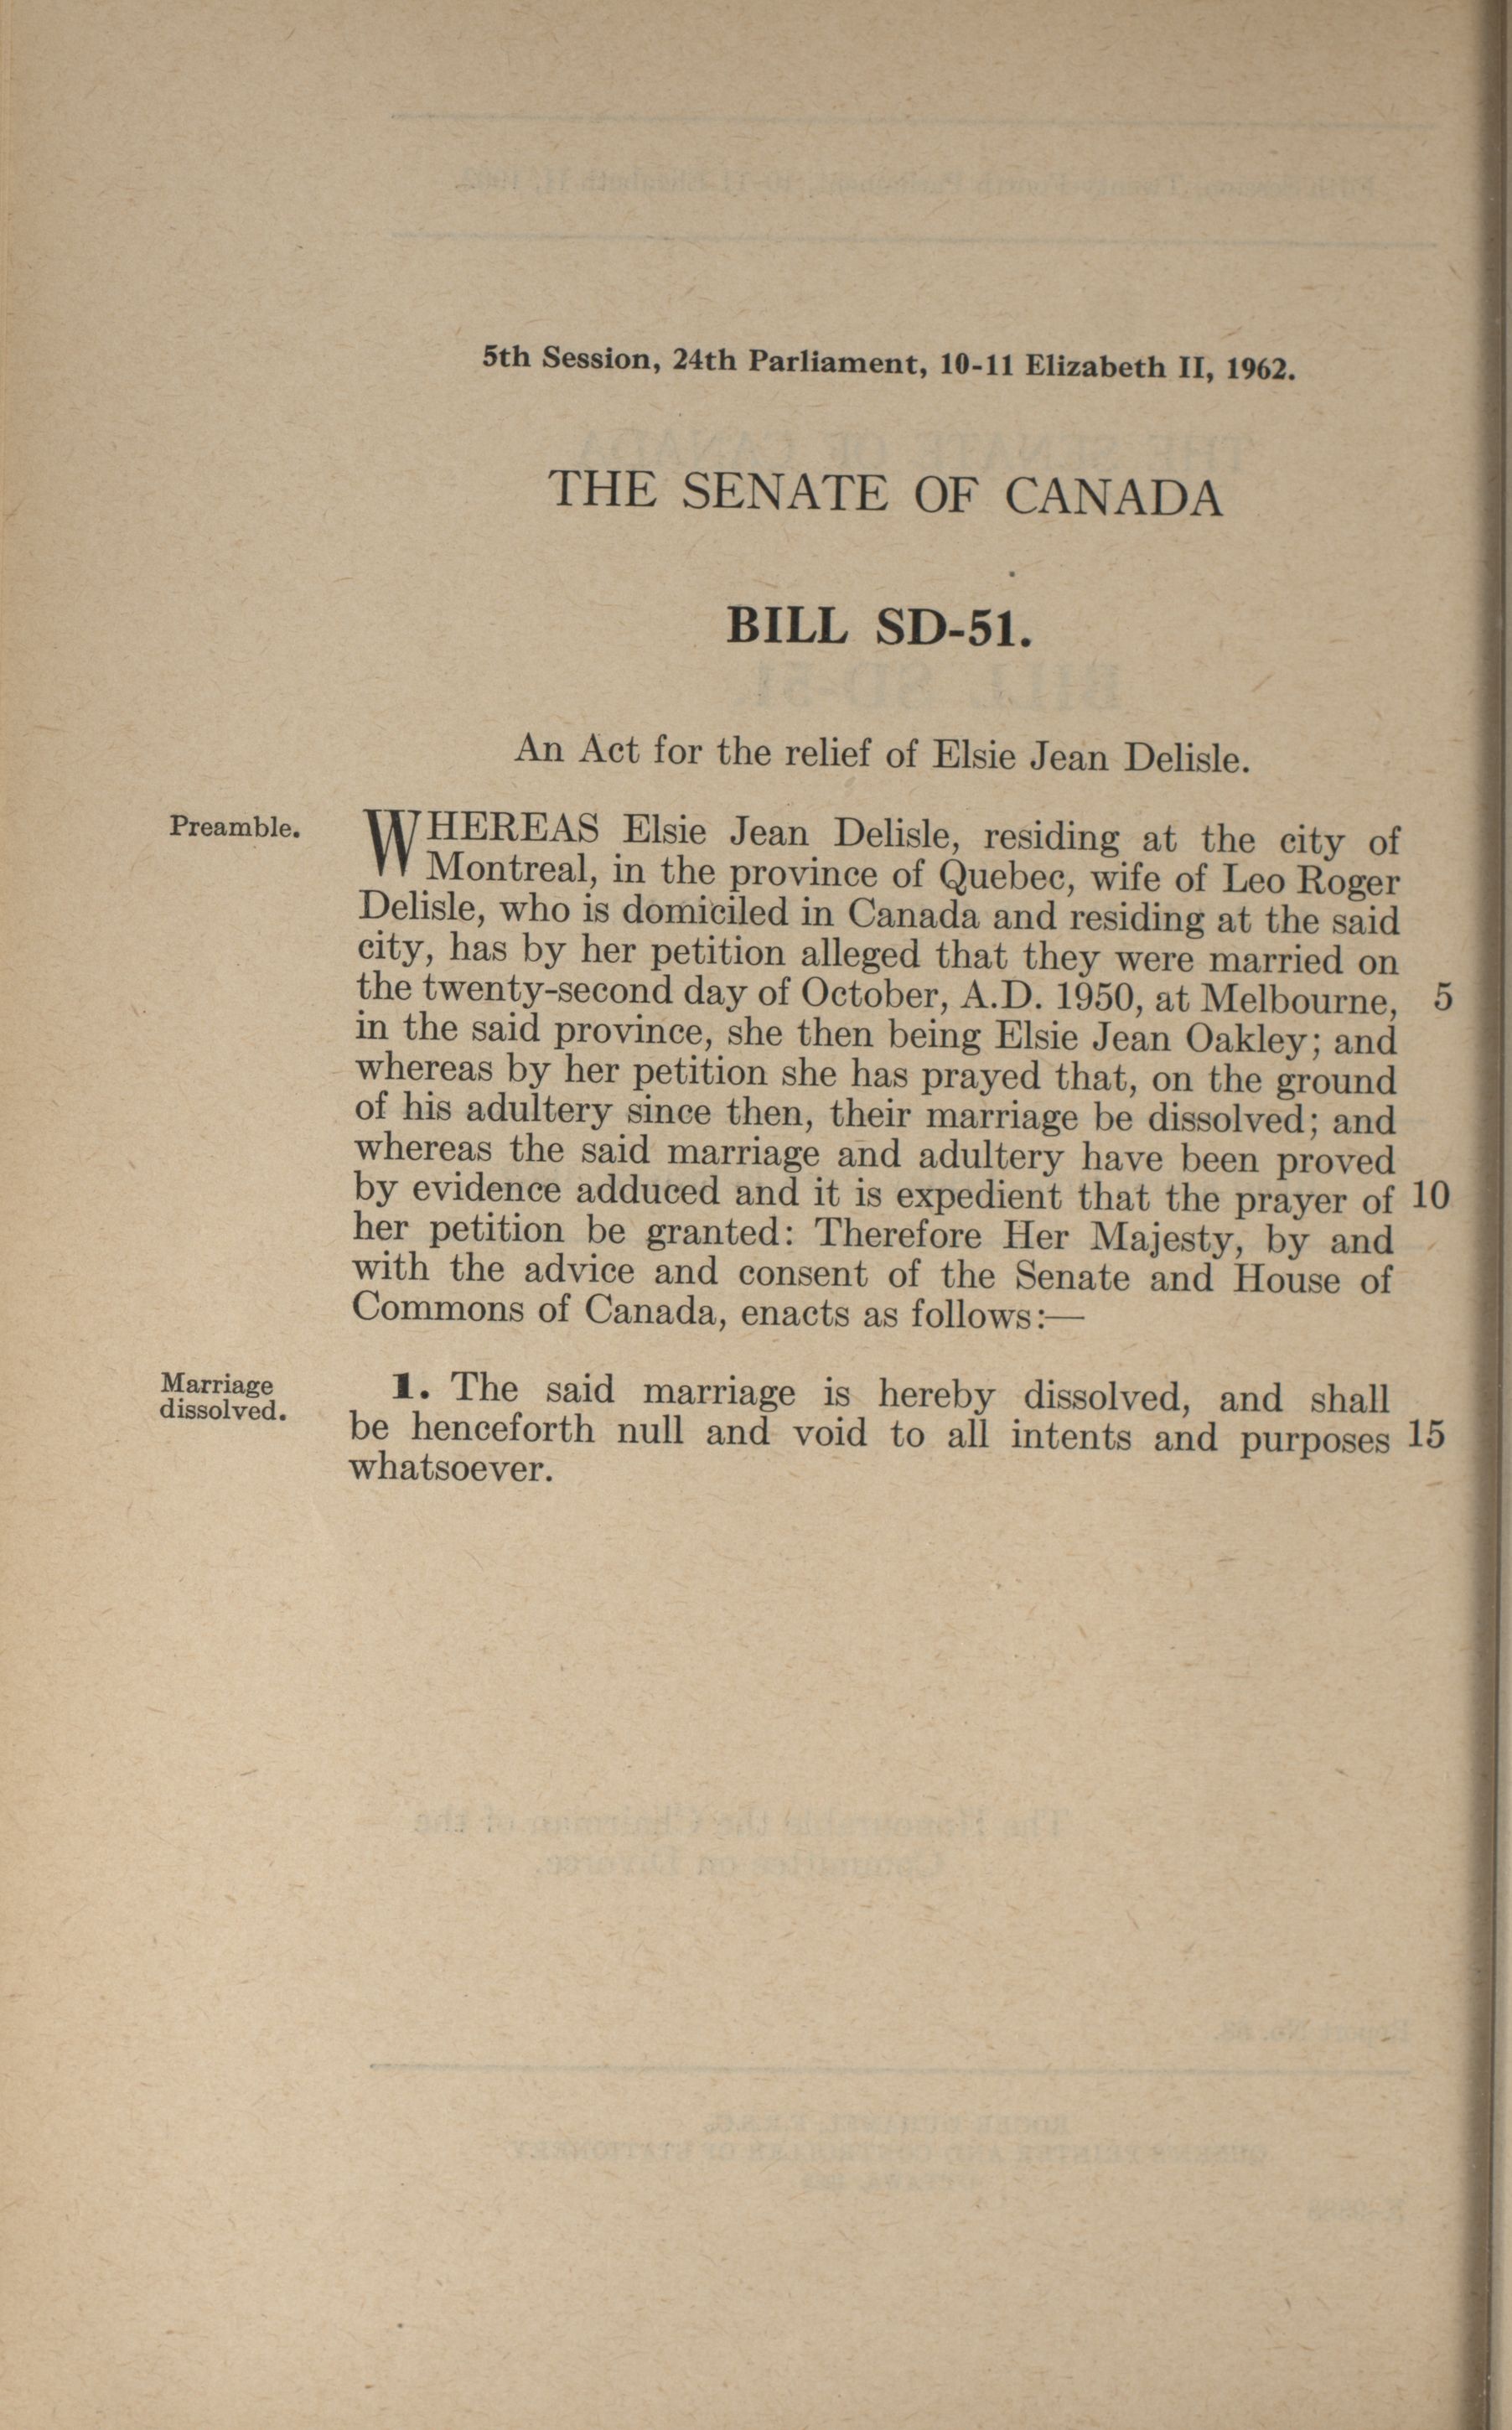 5th Session, 24th Parliament, 10-11 Elizabeth II, 1962.
THE SENATE OF CANADA
BILL SD-51.
An Act for the relief of Elsie Jean Delisle.
Preamble.
WHEREAS Elsie Jean Delisle, residing at the city of
Montreal, in the province of Quebec, wife of Leo Roger
Delisle, who is domiciled in Canada and residing at the said
city, has by her petition alleged that they were married on
the twenty-second day of October, A.D. 1950, at Melbourne, 5
in the said province, she then being Elsie Jean Oakley; and
whereas by her petition she has prayed that, on the ground
of his adultery since then, their marriage be dissolved; and
whereas the said marriage and adultery have been proved
by evidence adduced and it is expedient that the prayer of 10
her petition be granted: Therefore Her Majesty, by and
with the advice and consent of the Senate and House of
Commons of Canada, enacts as follows:—
Marriage
dissolved.
1. The said marriage is hereby dissolved, and shall
be henceforth null and void to all intents and purposes 15
whatsoever.